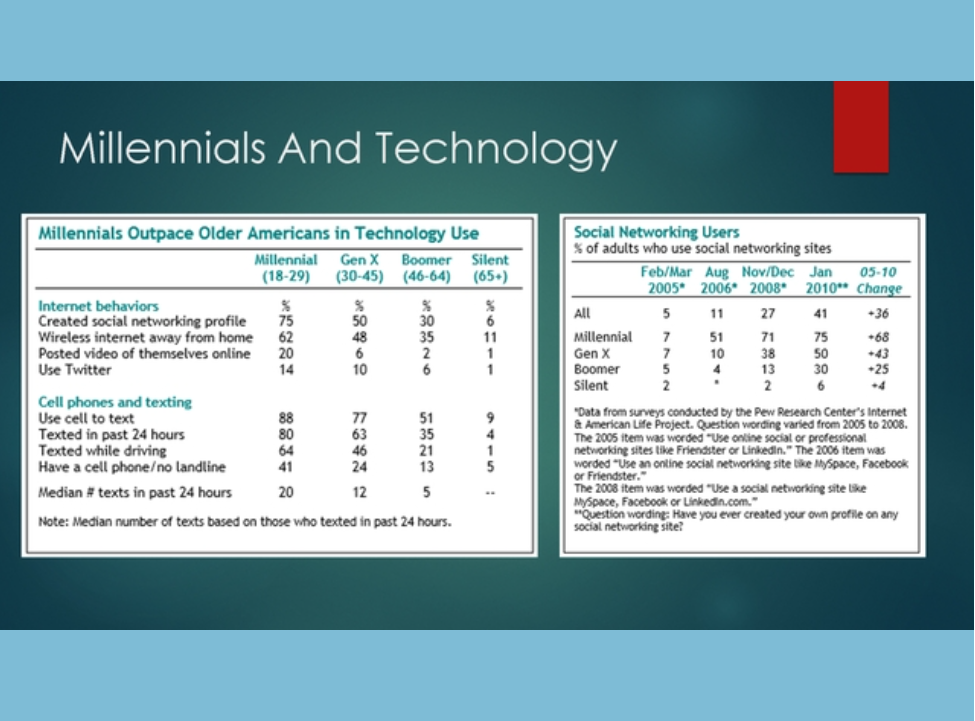 Millennials And Technology
Millennials Outpace Older Americans in Technology Use
Millennial (18-29) Gen X (30-45) Boomer (46-64) Silent (65+)
Internet behaviors % % % %
Created social networking profile 75 50 30 6
Wireless internet away from home 62 48 35 11
Posted video of themselves online 20 6 2 1
Use Twitter 14 10 6 1
Cell phones and texting
Use cell to text 88 77 51 9
Texted in past 24 hours 80 63 35 4
Texted while driving 64 46 21 1
Have a cell phone/no landline 41 24 13 5
Median # texts in past 24 hours 20 12 5 --
Note: Median number of texts based on those who texted in past 24 hours.
Social Networking Users
% of adults who use social networking sites
Feb/Mar 2005* Aug 2006* Nov/Dec 2008* Jan 2010** 05-10 Change
All 5 11 27 41 +36
Millennial 7 51 71 75 +68
Gen X 7 10 38 50 +43
Boomer 5 4 13 30 +25
Silent 2 * 2 6 +4
*Data from surveys conducted by the Pew Research Center's Internet
& American Life Project. Question wording varied from 2005 to 2008.
The 2005 item was worded "Use online social or professional
networking sites like Friendster or LinkedIn." The 2006 item was
worded "Use an online social networking site like MySpace, Facebook
or Friendster."
The 2008 item was worded "Use a social networking site like
MySpace, Facebook or LinkedIn.com."
**Question wording: Have you ever created your own profile on any
social networking site?